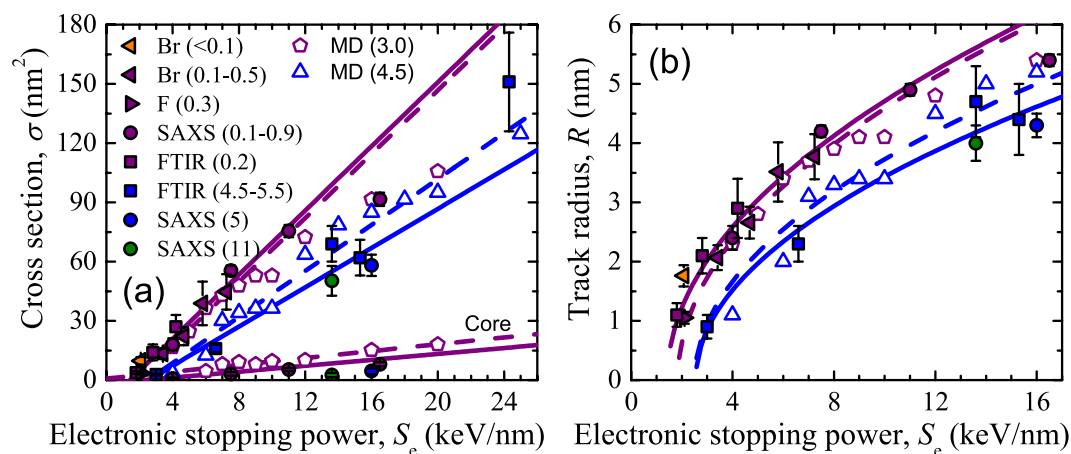 (a)
Cross section, σ (nm²)
180
150
120
90
60
30
0
Br (<0.1)
Br (0.1-0.5)
F (0.3)
SAXS (0.1-0.9)
FTIR (0.2)
FTIR (4.5-5.5)
SAXS (5)
SAXS (11)
MD (3.0)
MD (4.5)
Core
0 4 8 12 16 20 24
Electronic stopping power, Sₑ (keV/nm)
(b)
Track radius, R (nm)
6
5
4
3
2
1
0
0 4 8 12 16
Electronic stopping power, Sₑ (keV/nm)